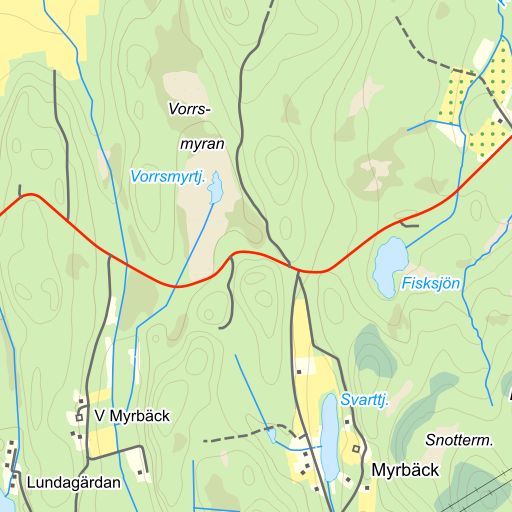 Vorrs-
myran
Vorrsmyrtj.
Fisksjön
Svarttj.
V Myrbäck
Snotterm.
Myrbäck
Lundagärdan